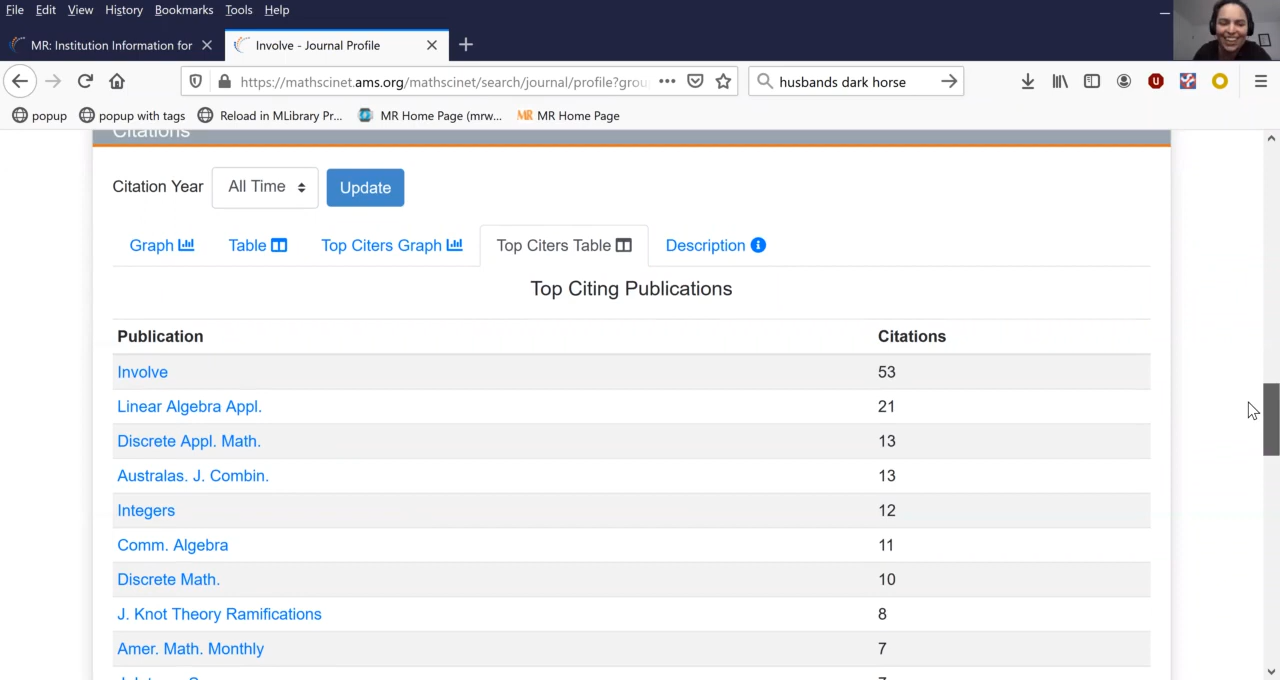 File Edit View History Bookmarks Tools Help
MR: Institution Information for
Involve - Journal Profile
https://mathscinet.ams.org/mathscinet/search/journal/profile?grou
husbands dark horse
popup popup with tags Reload in MLibrary Pr... MR Home Page (mrw... MR MR Home Page
Citations
Citation Year All Time Update
Graph Table Top Citers Graph Top Citers Table Description
Top Citing Publications
Publication Citations
Involve 53
Linear Algebra Appl. 21
Discrete Appl. Math. 13
Australas. J. Combin. 13
Integers 12
Comm. Algebra 11
Discrete Math. 10
J. Knot Theory Ramifications 8
Amer. Math. Monthly 7